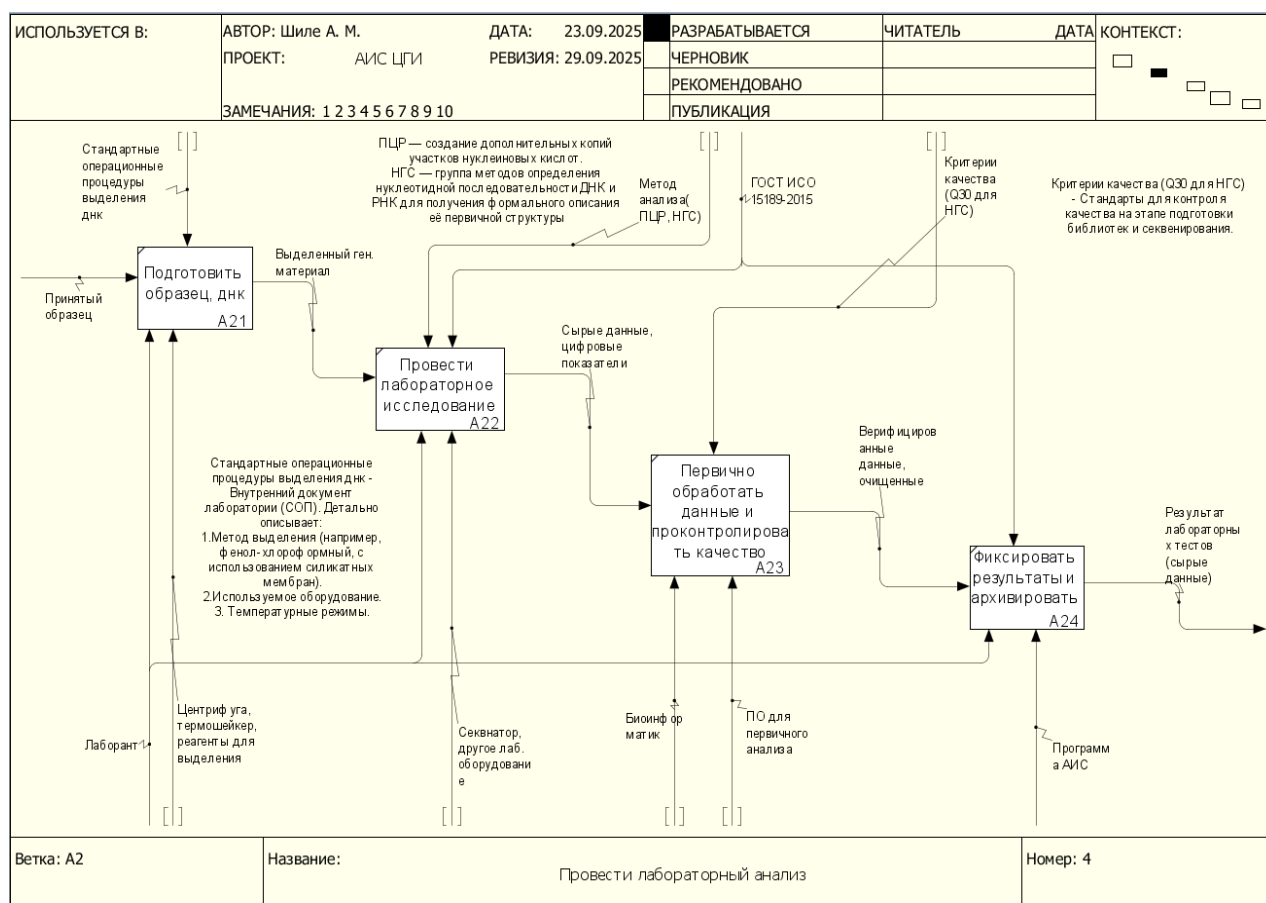 ИСПОЛЬЗУЕТСЯ В:
АВТОР: Шиле А. М.
ДАТА: 23.09.2025
РАЗРАБАТЫВАЕТСЯ
ЧИТАТЕЛЬ
ДАТА
КОНТЕКСТ:
ПРОЕКТ: АИС ЦГИ
РЕВИЗИЯ: 29.09.2025
ЧЕРНОВИК
РЕКОМЕНДОВАНО
ЗАМЕЧАНИЯ: 1 2 3 4 5 6 7 8 9 10
ПУБЛИКАЦИЯ
Стандартные
операционные
процедуры
выделения
днк
ПЦР — создание дополнительных копий
участков нуклеиновых кислот.
НГС — группа методов определения
нуклеотидной последовательности ДНК и
РНК для получения формального описания
её первичной структуры
Метод
анализа(
ПЦР, НГС)
ГОСТ ИСО
15189-2015
Критерии
качества
(Q30 для
НГС)
Критерии качества (Q30 для НГС)
- Стандарты для контроля
качества на этапе подготовки
библиотек и секвенирования.
Принятый
образец
Подготовить
образец, днк
A21
Выделенный ген.
материал
Провести
лабораторное
исследование
A22
Сырые данные,
цифровые
показатели
Первично
обработать
данные и
проконтролирова
ть качество
A23
Верифициров
анные
данные,
очищенные
Фиксировать
результаты и
архивировать
A24
Результат
лабораторны
х тестов
(сырые
данные)
Стандартные операционные
процедуры выделения днк -
Внутренний документ
лаборатории (СОП). Детально
описывает:
1.Метод выделения (например,
фенол-хлороформный, с
использованием силикатных
мембран).
2.Используемое оборудование.
3. Температурные режимы.
Лаборант
Центрифуга,
термошейкер,
реагенты для
выделения
Секвнатор,
другое лаб.
оборудовани
е
Биоинфор
матик
ПО для
первичного
анализа
Программ
а АИС
Ветка: A2
Название:
Провести лабораторный анализ
Номер: 4